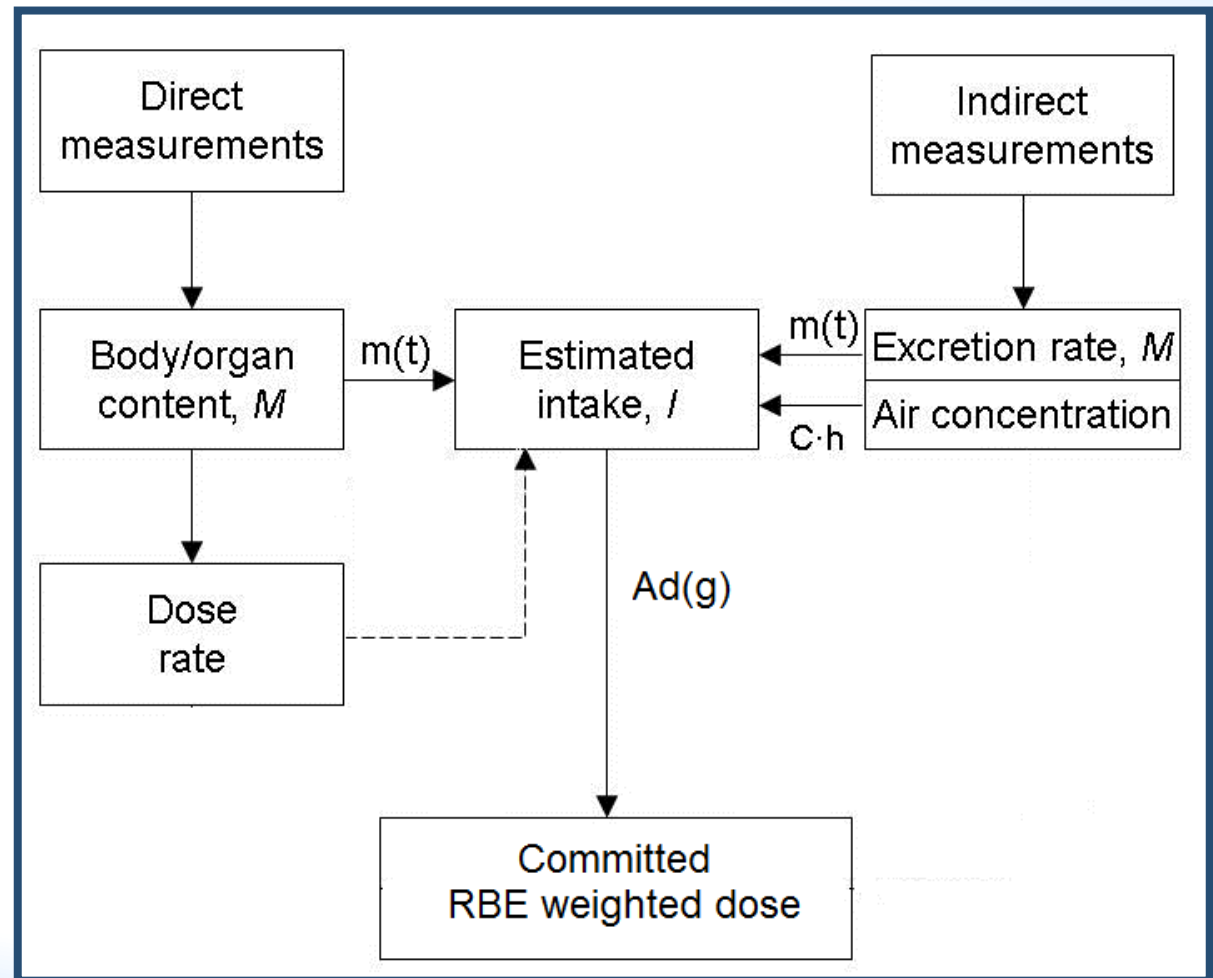 Direct
measurements
Indirect
measurements
Body/organ
content, M
m(t)
Estimated
intake, I
m(t)
C·h
Excretion rate, M
Air concentration
Dose
rate
Ad(g)
Committed
RBE weighted dose